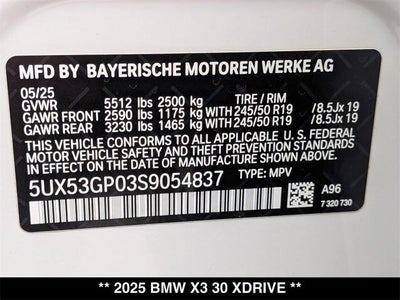 MFD BY BAYERISCHE MOTOREN WERKE AG
05/25
GVWR 5512 lbs 2500 kg TIRE / RIM
GAWR FRONT 2590 lbs 1175 kg WITH 245/50 R19 /8.5Jx 19
GAWR REAR 3230 lbs 1465 kg WITH 245/50 R19 /8.5Jx 19
THIS VEHICLE CONFORMS TO ALL APPLICABLE U. S. FEDERAL
MOTOR VEHICLE SAFETY AND THEFT PREVENTION STANDARDS
IN EFFECT ON THE DATE OF MANUFACTURE SHOWN ABOVE.
5UX53GP03S9054837 TYPE: MPV
A96
7 320 730
** 2025 BMW X3 30 XDRIVE **